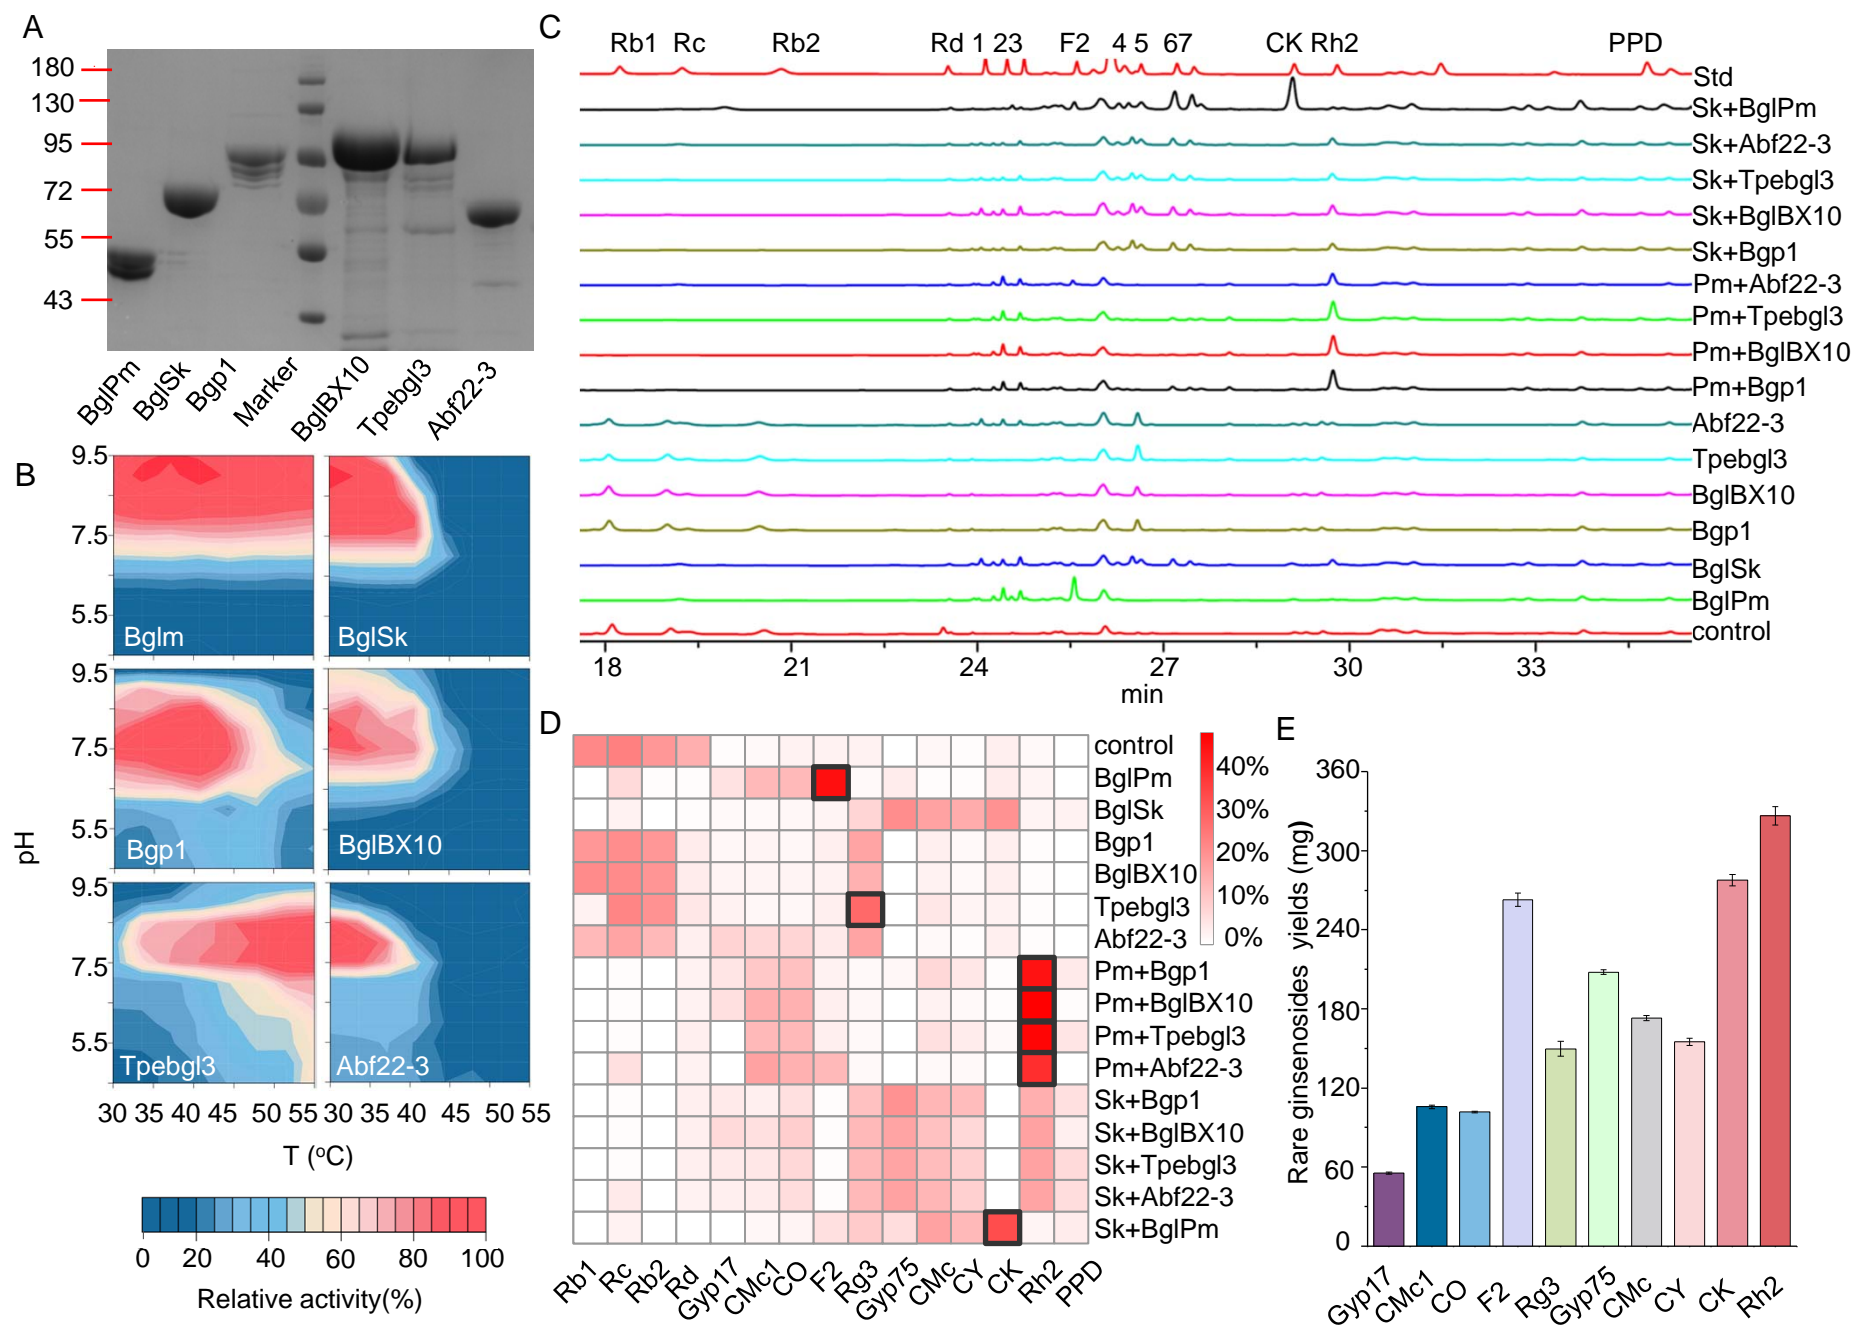 A
180
130
95
72
55
43
BglPm
BglSk
Bgp1
Marker
BglBX10
Tpebgl3
Abf22-3
B
9.5
7.5
5.5
Bglm
BglSk
9.5
7.5
5.5
Bgp1
BglBX10
9.5
7.5
5.5
Tpebgl3
Abf22-3
pH
30 35 40 45 50 55
30 35 40 45 50 55
T (°C)
0 20 40 60 80 100
Relative activity(%)
C
Rb1 Rc Rb2 Rd 1 2 3 F2 4 5 6 7 CK Rh2 PPD
Std
Sk+BglPm
Sk+Abf22-3
Sk+Tpebgl3
Sk+BglBX10
Sk+Bgp1
Pm+Abf22-3
Pm+Tpebgl3
Pm+BglBX10
Pm+Bgp1
Abf22-3
Tpebgl3
BglBX10
Bgp1
BglSk
BglPm
control
18 21 24 27 30 33
min
D
control
BglPm
BglSk
Bgp1
BglBX10
Tpebgl3
Abf22-3
Pm+Bgp1
Pm+BglBX10
Pm+Tpebgl3
Pm+Abf22-3
Sk+Bgp1
Sk+BglBX10
Sk+Tpebgl3
Sk+Abf22-3
Sk+BglPm
40%
30%
20%
10%
0%
Rb1
Rc
Rb2
Rd
Gyp17
CMc1
CO
F2
Rg3
Gyp75
CMc
CY
CK
Rh2
PPD
E
Rare ginsenosides yields (mg)
360
300
240
180
120
60
0
Gyp17
CMc1
CO
F2
Rg3
Gyp75
CMc
CY
CK
Rh2